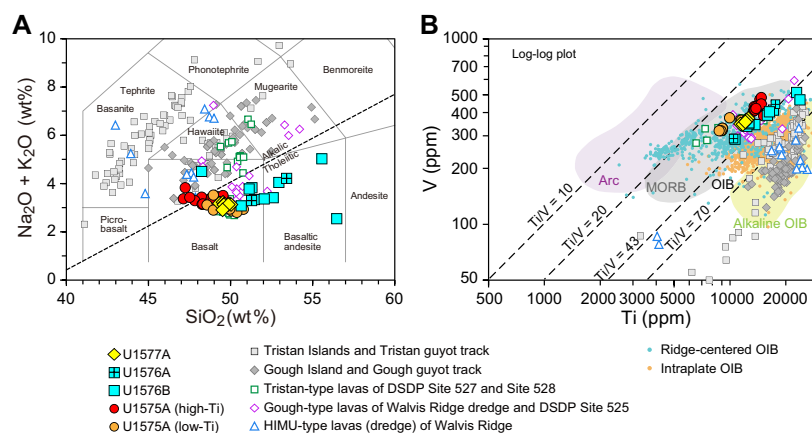 A
10
8
6
4
2
0
Na2O + K2O (wt%)
40
45
50
55
60
SiO2(wt%)
Phonotephrite
Benmoreite
Tephrite
Mugearite
Basanite
Hawaiite
Alkalic
Tholeiitic
Andesite
Picro-
basalt
Basalt
Basaltic
andesite
B
Log-log plot
1000
700
500
400
300
200
100
50
V (ppm)
500
1000
2000
3000
4000
10000
20000
Ti (ppm)
Arc
MORB
OIB
Alkaline OIB
Ti/V = 10
Ti/V = 20
Ti/V = 43
Ti/V = 70
U1577A
U1576A
U1576B
U1575A (high-Ti)
U1575A (low-Ti)
Tristan Islands and Tristan guyot track
Gough Island and Gough guyot track
Tristan-type lavas of DSDP Site 527 and Site 528
Gough-type lavas of Walvis Ridge dredge and DSDP Site 525
HIMU-type lavas (dredge) of Walvis Ridge
Ridge-centered OIB
Intraplate OIB